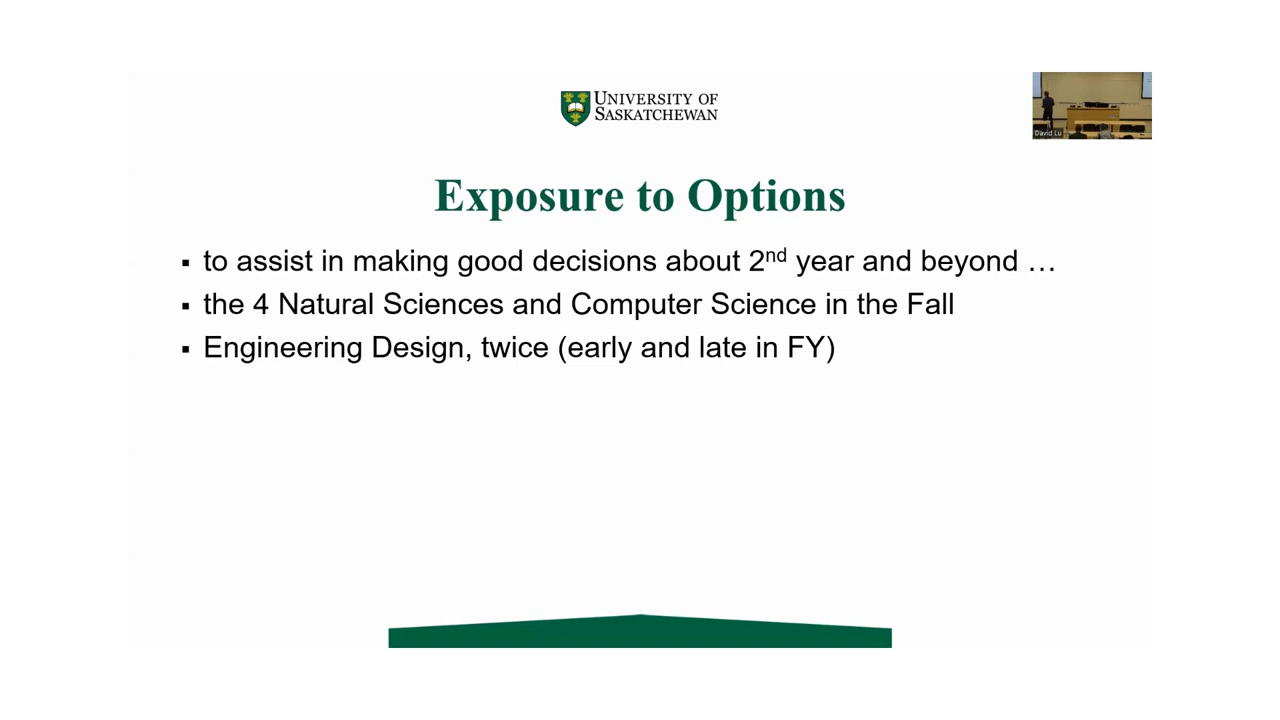 UNIVERSITY OF
SASKATCHEWAN
David Lu
Exposure to Options
▪ to assist in making good decisions about 2nd year and beyond …
▪ the 4 Natural Sciences and Computer Science in the Fall
▪ Engineering Design, twice (early and late in FY)